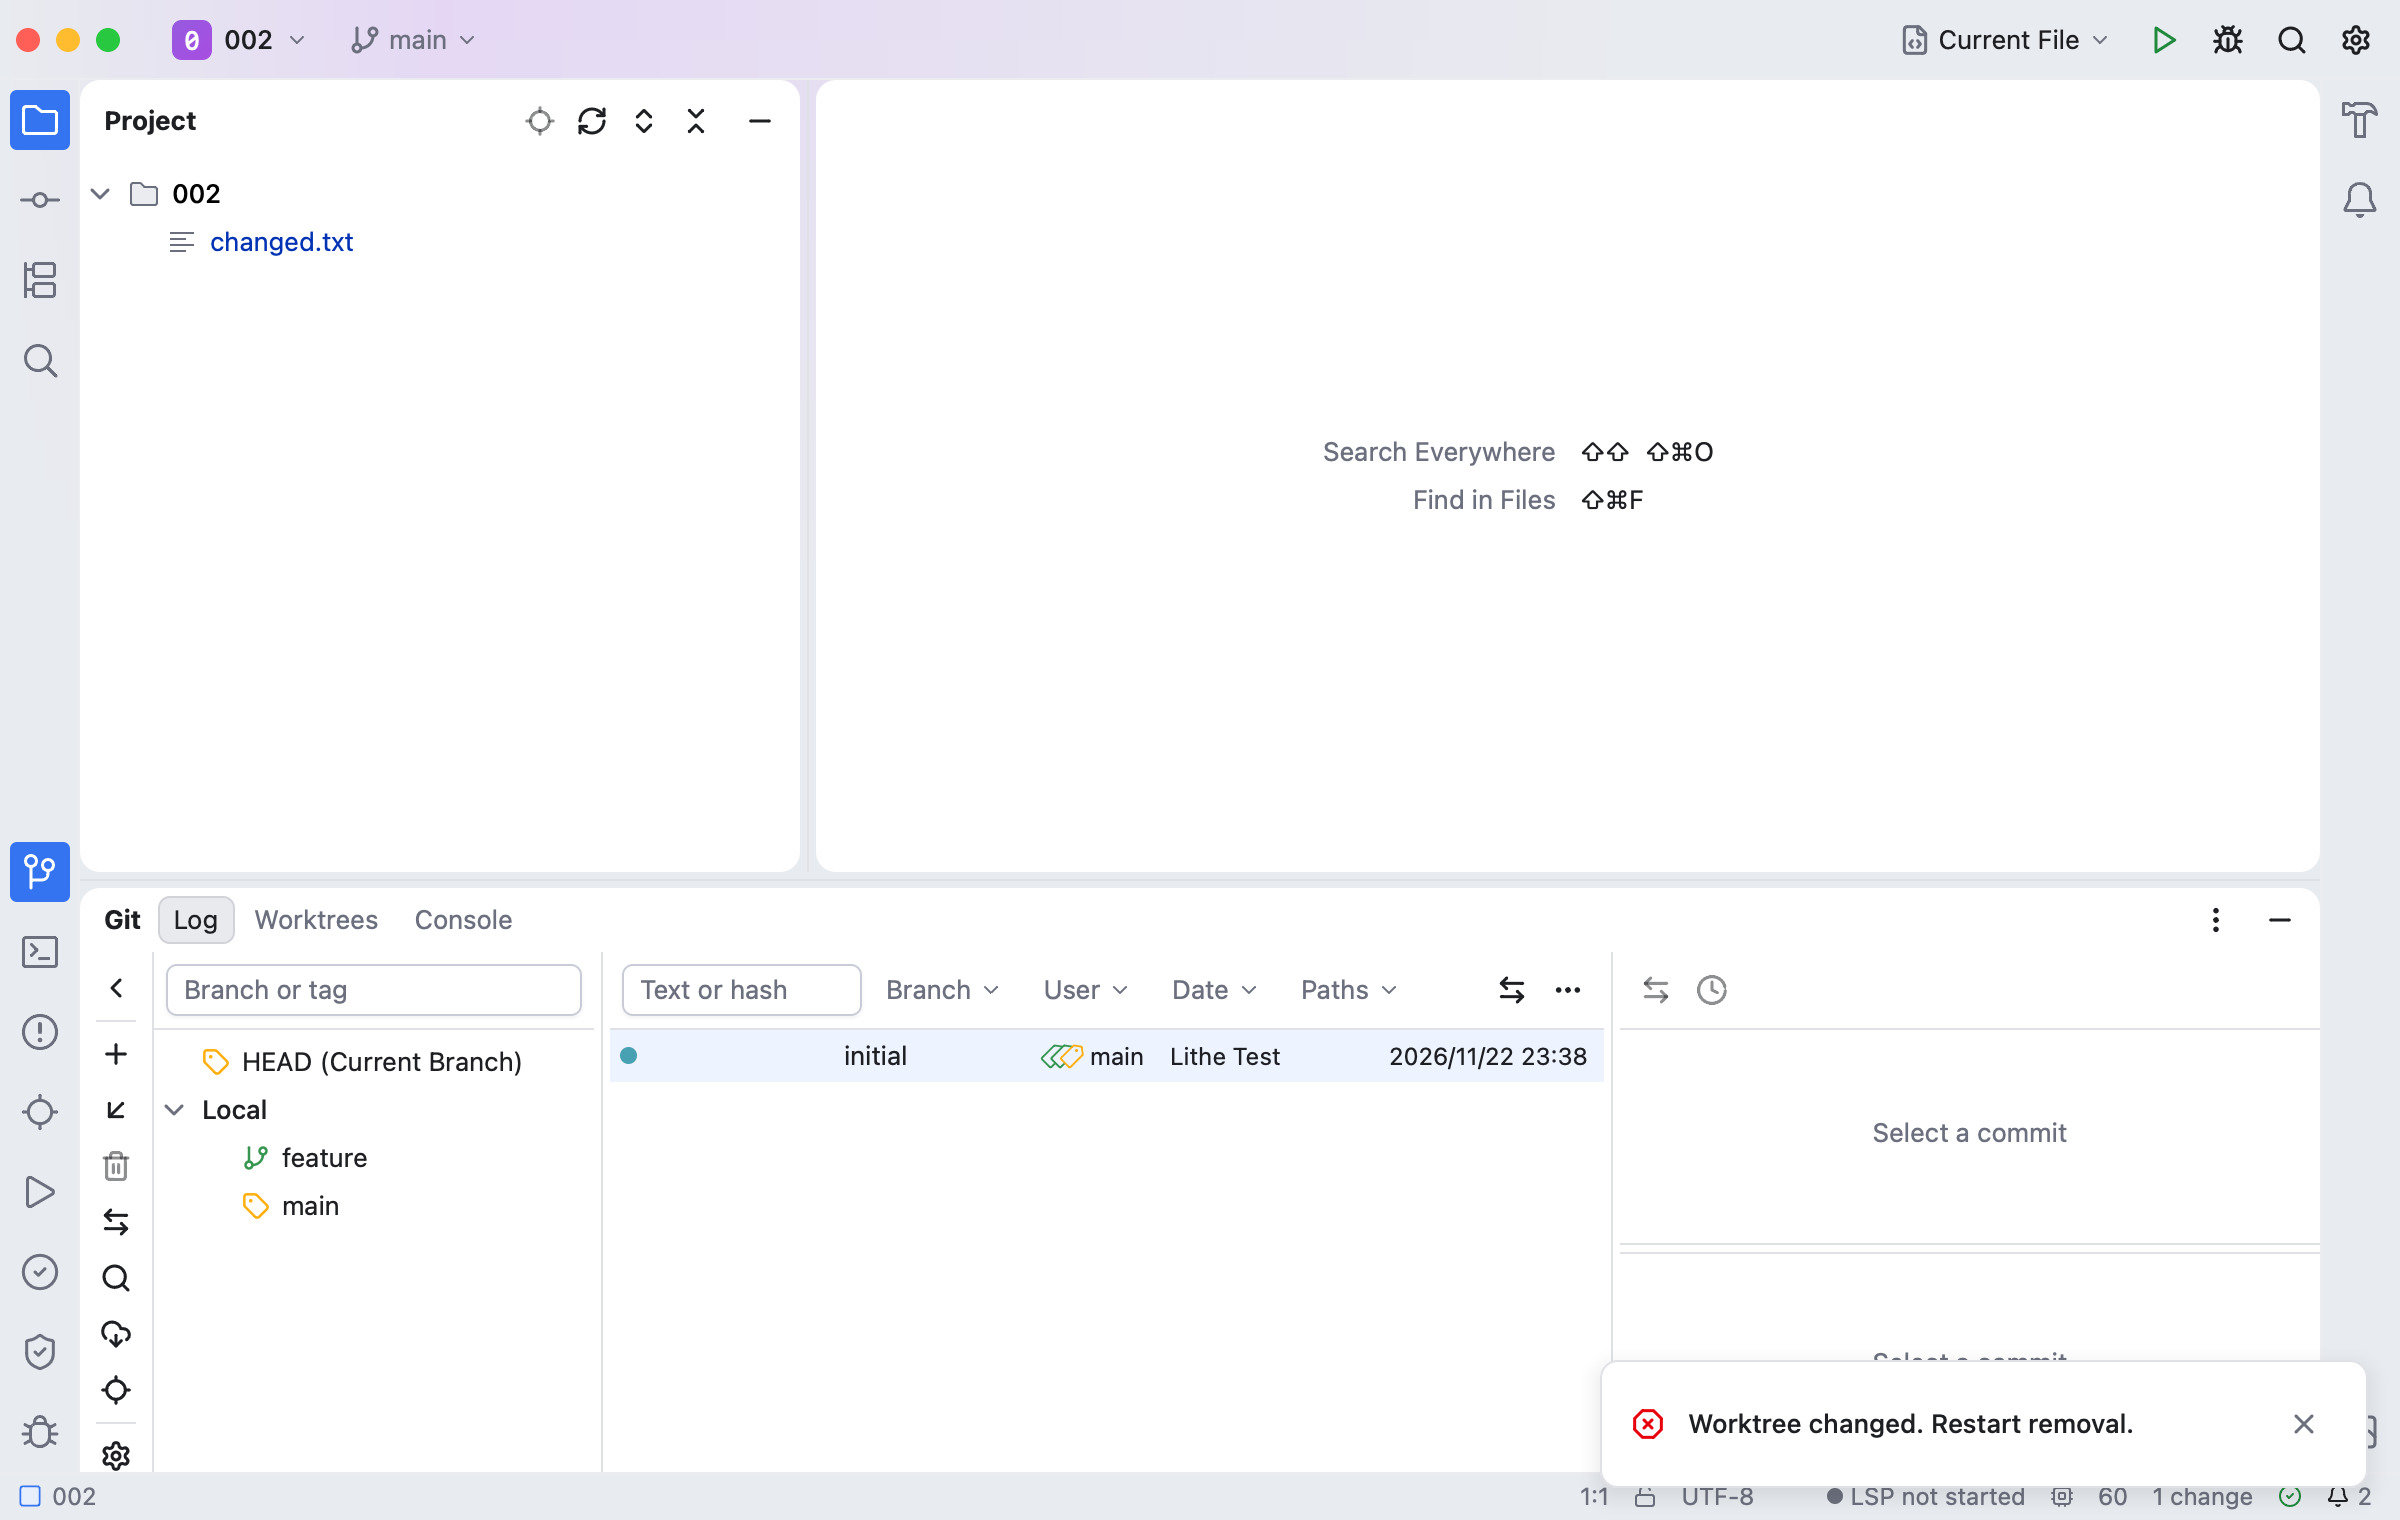 0 002 main
Current File
Project
002
changed.txt
Search Everywhere ⇧⇧ ⇧⌘O
Find in Files ⇧⌘F
Git Log Worktrees Console
Branch or tag
Text or hash Branch User Date Paths
HEAD (Current Branch)
Local
feature
main
initial main Lithe Test 2026/11/22 23:38
Select a commit
Select a commit
Worktree changed. Restart removal.
002
1:1 UTF-8 LSP not started 60 1 change 2